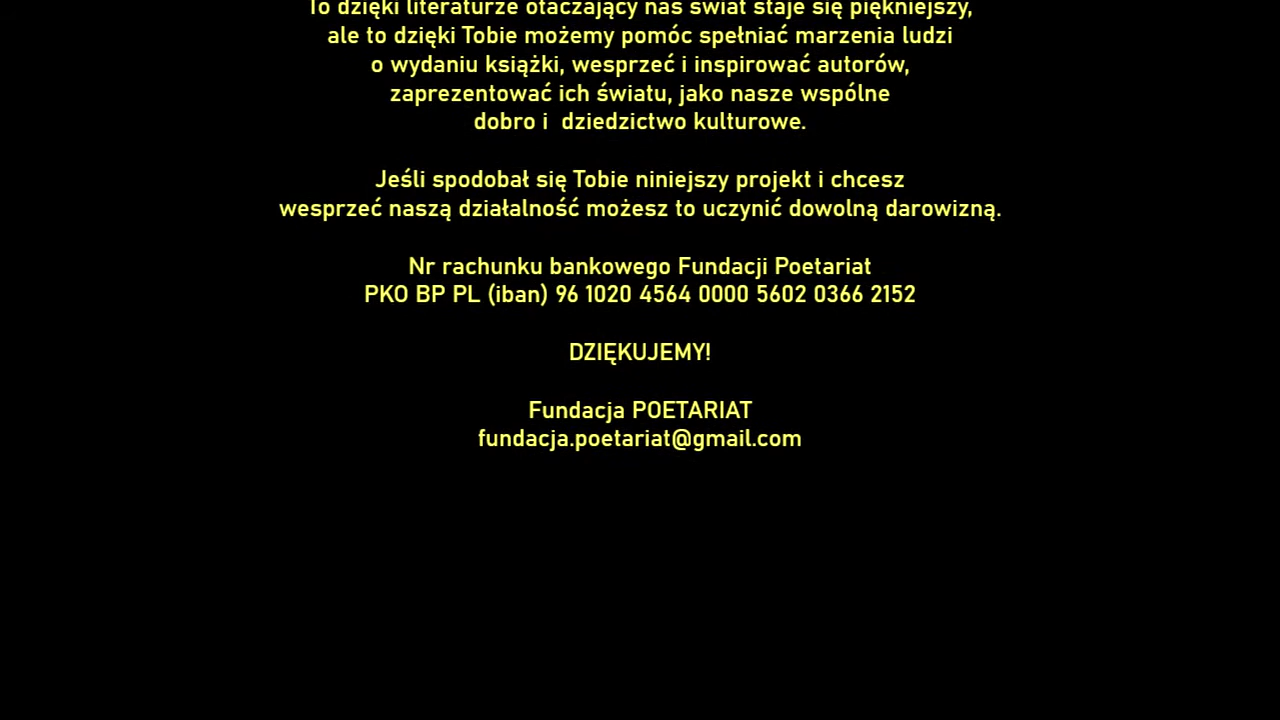 To dzięki literaturze otaczający nas świat staje się piękniejszy,
ale to dzięki Tobie możemy pomóc spełniać marzenia ludzi
o wydaniu książki, wesprzeć i inspirować autorów,
zaprezentować ich światu, jako nasze wspólne
dobro i  dziedzictwo kulturowe.
Jeśli spodobał się Tobie niniejszy projekt i chcesz
wesprzeć naszą działalność możesz to uczynić dowolną darowizną.
Nr rachunku bankowego Fundacji Poetariat
PKO BP PL (iban) 96 1020 4564 0000 5602 0366 2152
DZIĘKUJEMY!
Fundacja POETARIAT
fundacja.poetariat@gmail.com